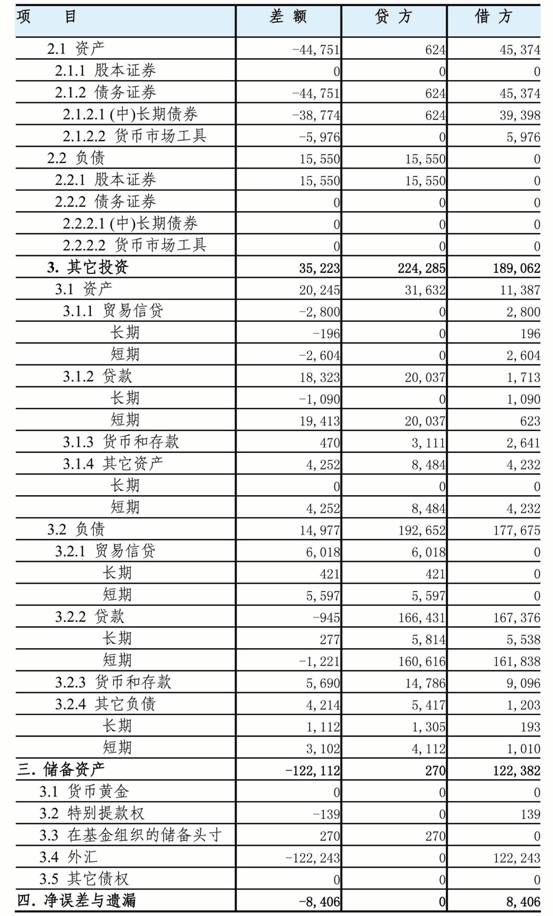 项 目 差 额 贷 方 借 方
2.1 资产 -44,751 624 45,374
2.1.1 股本证券 0 0 0
2.1.2 债务证券 -44,751 624 45,374
2.1.2.1 (中)长期债券 -38,774 624 39,398
2.1.2.2 货币市场工具 -5,976 0 5,976
2.2 负债 15,550 15,550 0
2.2.1 股本证券 15,550 15,550 0
2.2.2 债务证券 0 0 0
2.2.2.1 (中)长期债券 0 0 0
2.2.2.2 货币市场工具 0 0 0
3. 其它投资 35,223 224,285 189,062
3.1 资产 20,245 31,632 11,387
3.1.1 贸易信贷 -2,800 0 2,800
长期 -196 0 196
短期 -2,604 0 2,604
3.1.2 贷款 18,323 20,037 1,713
长期 -1,090 0 1,090
短期 19,413 20,037 623
3.1.3 货币和存款 470 3,111 2,641
3.1.4 其它资产 4,252 8,484 4,232
长期 0 0 0
短期 4,252 8,484 4,232
3.2 负债 14,977 192,652 177,675
3.2.1 贸易信贷 6,018 6,018 0
长期 421 421 0
短期 5,597 5,597 0
3.2.2 贷款 -945 166,431 167,376
长期 277 5,814 5,538
短期 -1,221 160,616 161,838
3.2.3 货币和存款 5,690 14,786 9,096
3.2.4 其它负债 4,214 5,417 1,203
长期 1,112 1,305 193
短期 3,102 4,112 1,010
三. 储备资产 -122,112 270 122,382
3.1 货币黄金 0 0 0
3.2 特别提款权 -139 0 139
3.3 在基金组织的储备头寸 270 270 0
3.4 外汇 -122,243 0 122,243
3.5 其它债权 0 0 0
四. 净误差与遗漏 -8,406 0 8,406